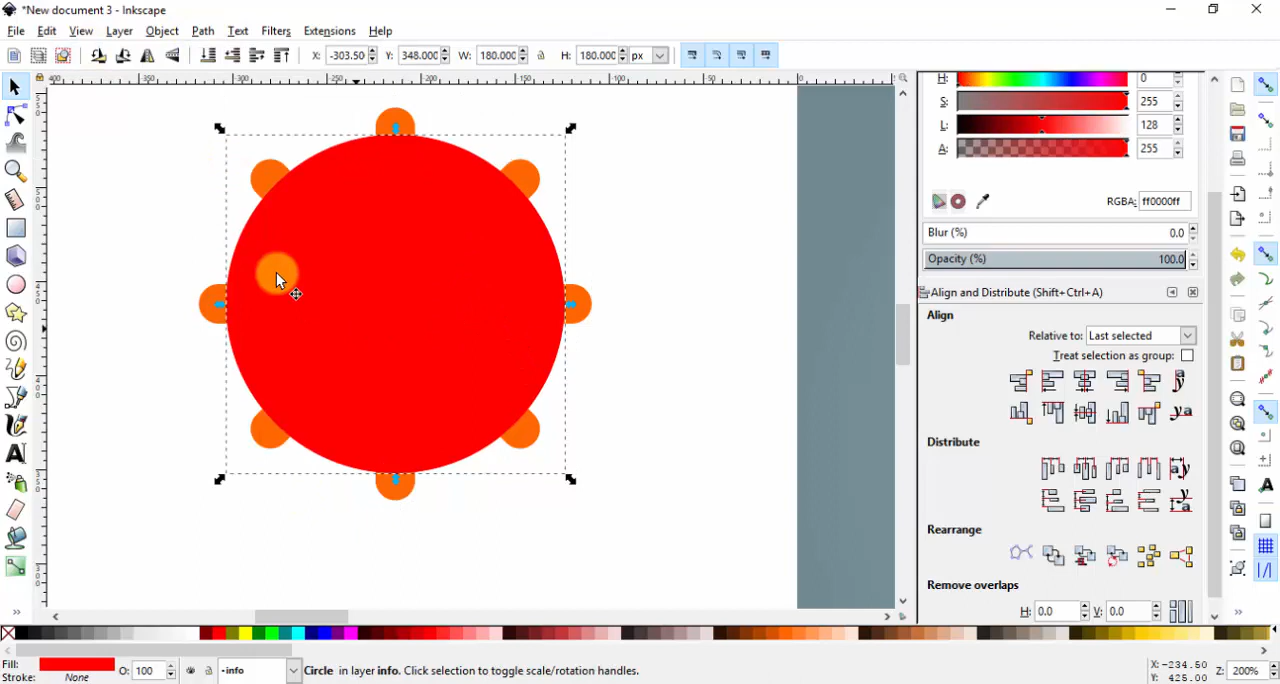 *New document 3 - Inkscape
File Edit View Layer Object Path Text Filters Extensions Help
X: -303.50 Y: 348.000 W: 180.000 H: 180.000 px
H: 0
S: 255
L: 128
A: 255
RGBA: ff0000ff
Blur (%) 0.0
Opacity (%) 100.0
Align and Distribute (Shift+Ctrl+A)
Align
Relative to: Last selected
Treat selection as group:
Distribute
Rearrange
Remove overlaps
H: 0.0 V: 0.0
Fill: O: 100 -info Circle in layer info. Click selection to toggle scale/rotation handles. X: -234.50 Z: 200%
Stroke: None Y: 425.00